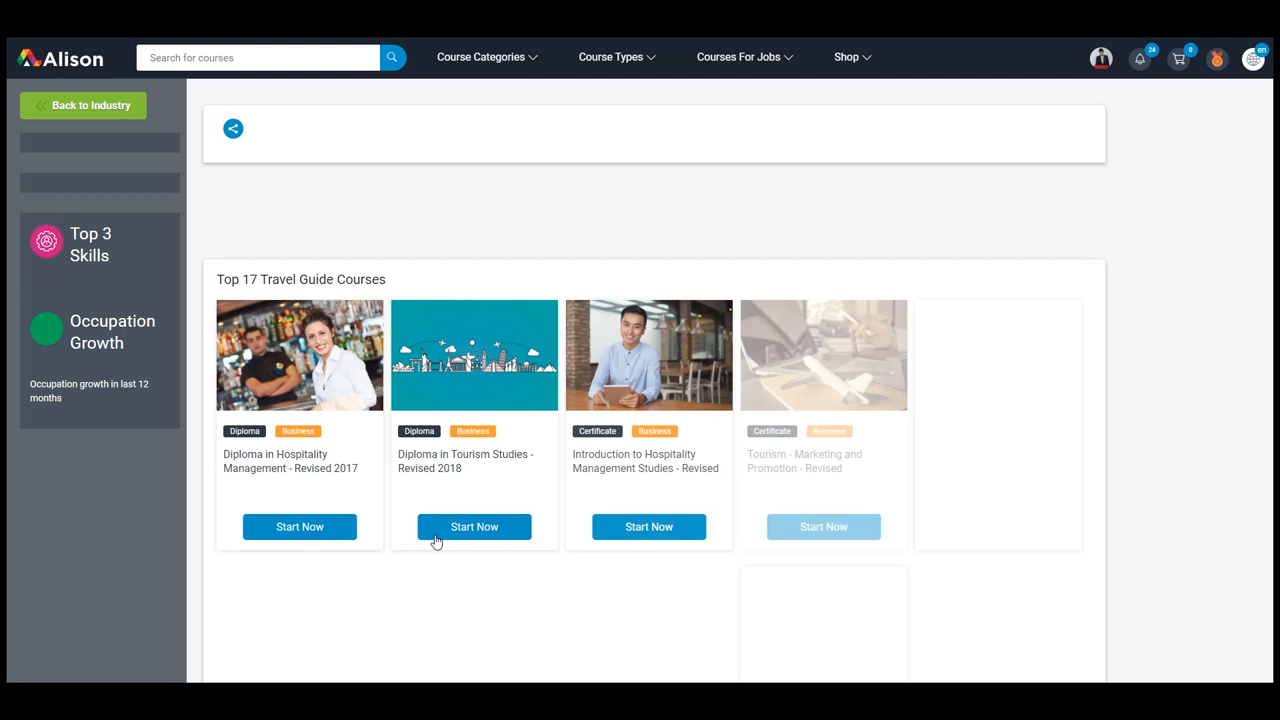 Alison
Search for courses
Course Categories
Course Types
Courses For Jobs
Shop
24
0
en
Back to Industry
Top 3
Skills
Occupation
Growth
Occupation growth in last 12
months
Top 17 Travel Guide Courses
Diploma Business
Diploma in Hospitality
Management - Revised 2017
Start Now
Diploma Business
Diploma in Tourism Studies -
Revised 2018
Start Now
Certificate Business
Introduction to Hospitality
Management Studies - Revised
Start Now
Certificate Business
Tourism - Marketing and
Promotion - Revised
Start Now